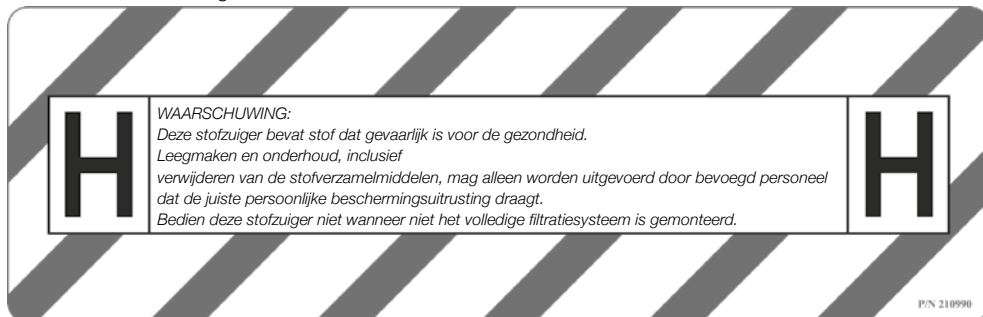 H
WAARSCHUWING:
Deze stofzuiger bevat stof dat gevaarlijk is voor de gezondheid.
Leegmaken en onderhoud, inclusief
verwijderen van de stofverzamelmiddelen, mag alleen worden uitgevoerd door bevoegd personeel
dat de juiste persoonlijke beschermingsuitrusting draagt.
Bedien deze stofzuiger niet wanneer niet het volledige filtratiesysteem is gemonteerd.
H
P/N 210990